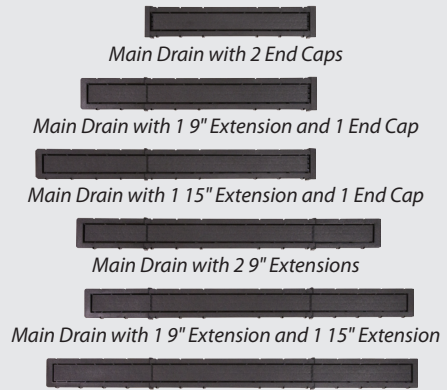 Main Drain with 2 End Caps
Main Drain with 1 9" Extension and 1 End Cap
Main Drain with 1 15" Extension and 1 End Cap
Main Drain with 2 9" Extensions
Main Drain with 1 9" Extension and 1 15" Extension